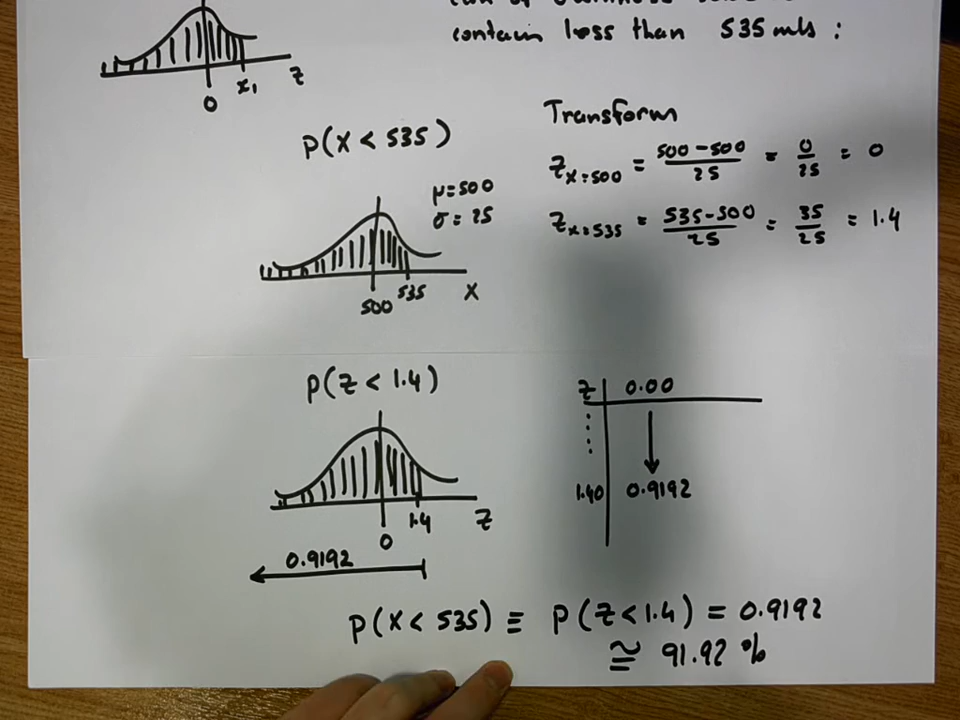 contain less than 535 mls :
0 x₁ z
Transform
P(X < 535)
Z x=500 = 500-500/25 = 0/25 = 0
μ=500
σ=25
Z x=535 = 535-500/25 = 35/25 = 1.4
500 535 X
P(Z < 1.4)
Z 0.00
1.40 0.9192
0 1.4 Z
0.9192
P(X < 535) ≡ P(Z < 1.4) = 0.9192
≅ 91.92 %